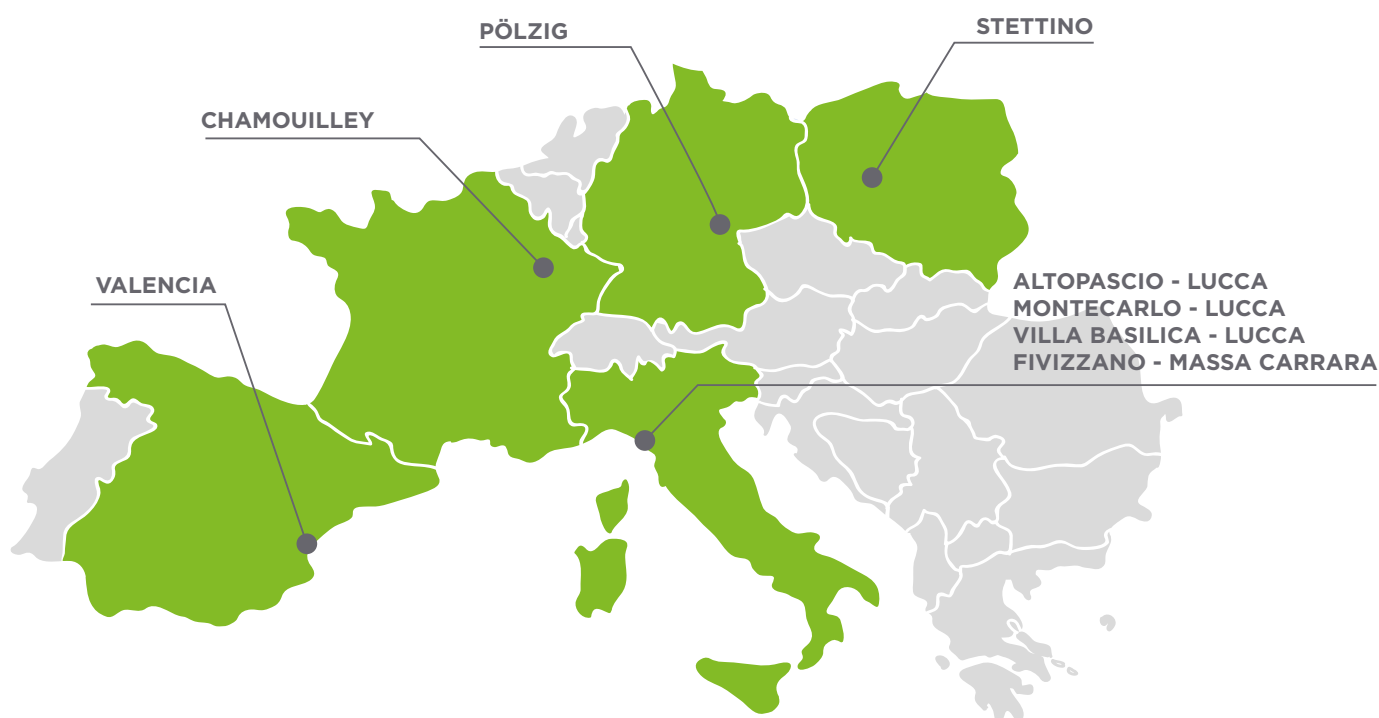 STETTINO
PÖLZIG
CHAMOUILLEY
VALENCIA
ALTOPASCIO - LUCCA
MONTECARLO - LUCCA
VILLA BASILICA - LUCCA
FIVIZZANO - MASSA CARRARA